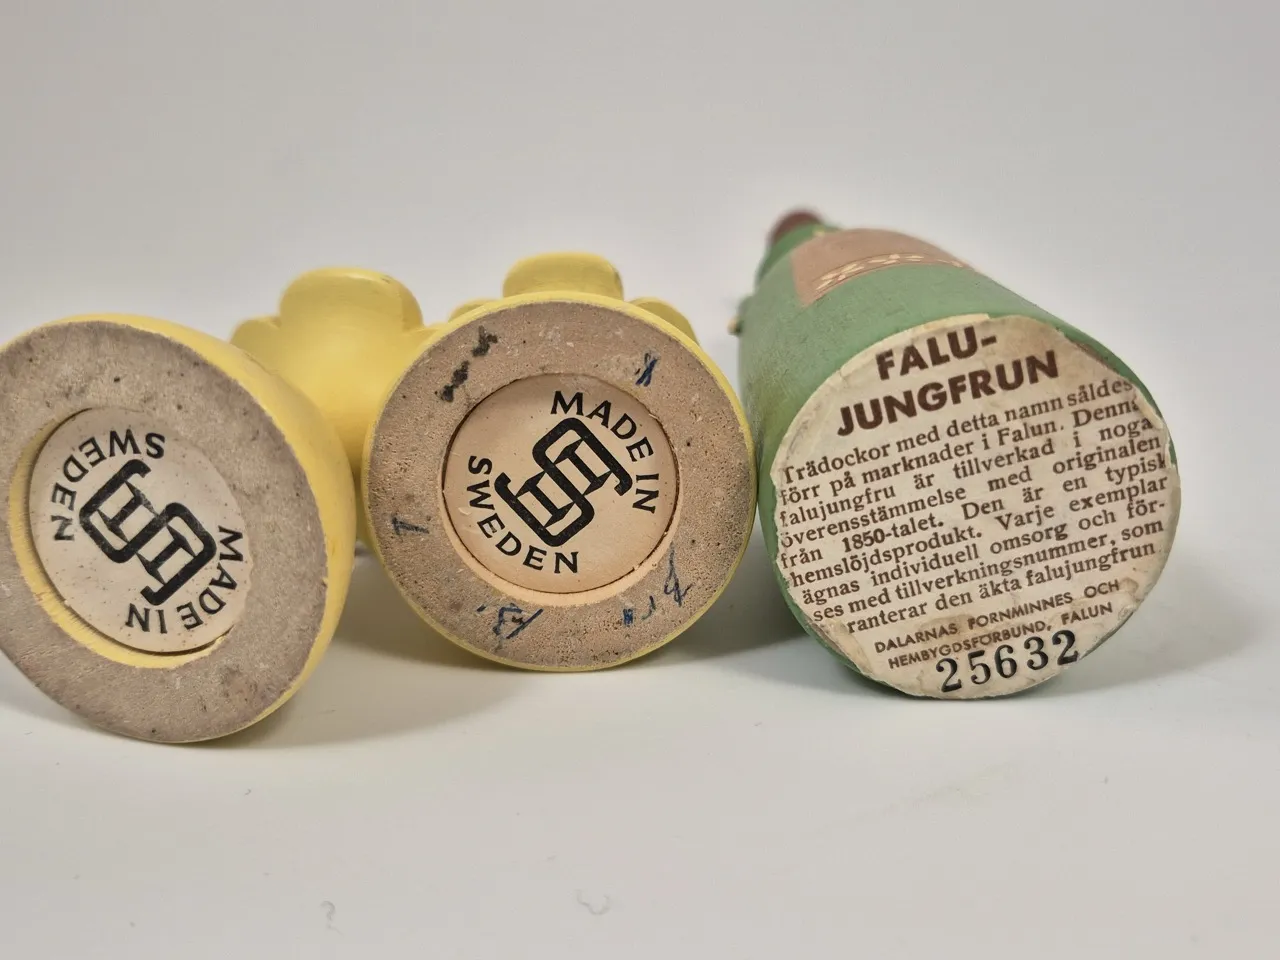 MADE IN
SWEDEN
MADE IN
SWEDEN
FALU-
JUNGFRUN
Trädockor med detta namn såldes
förr på marknader i Falun. Denna
falujungfru är tillverkad i noga
överensstämmelse med originalen
från 1850-talet. Den är en typisk
hemslöjdsprodukt. Varje exemplar
ägnas individuell omsorg och för-
ses med tillverkningsnummer, som
ranterar den äkta falujungfrun
DALARNAS FORNMINNES OCH
HEMBYGDSFÖRBUND, FALUN
25632